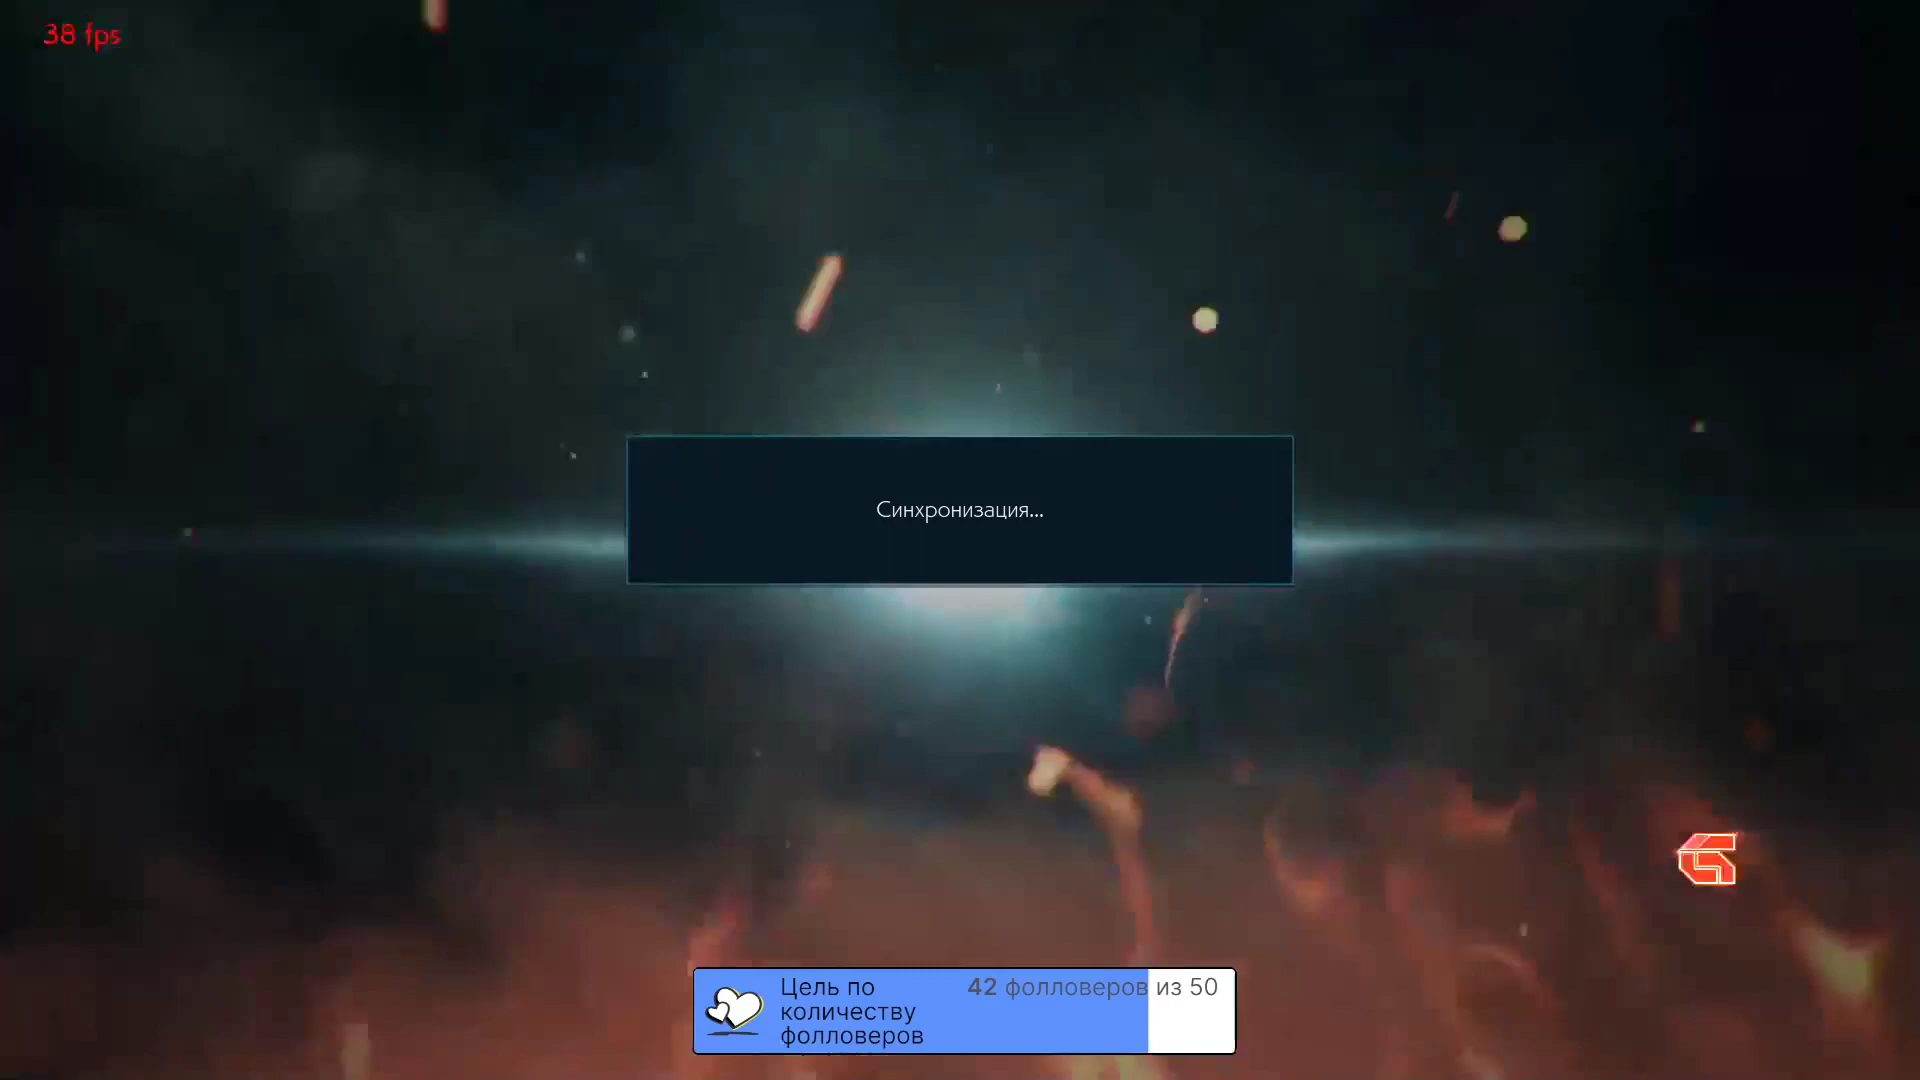 38 fps
Синхронизация...
Цель по 42 фолловеров из 50
количеству
фолловеров